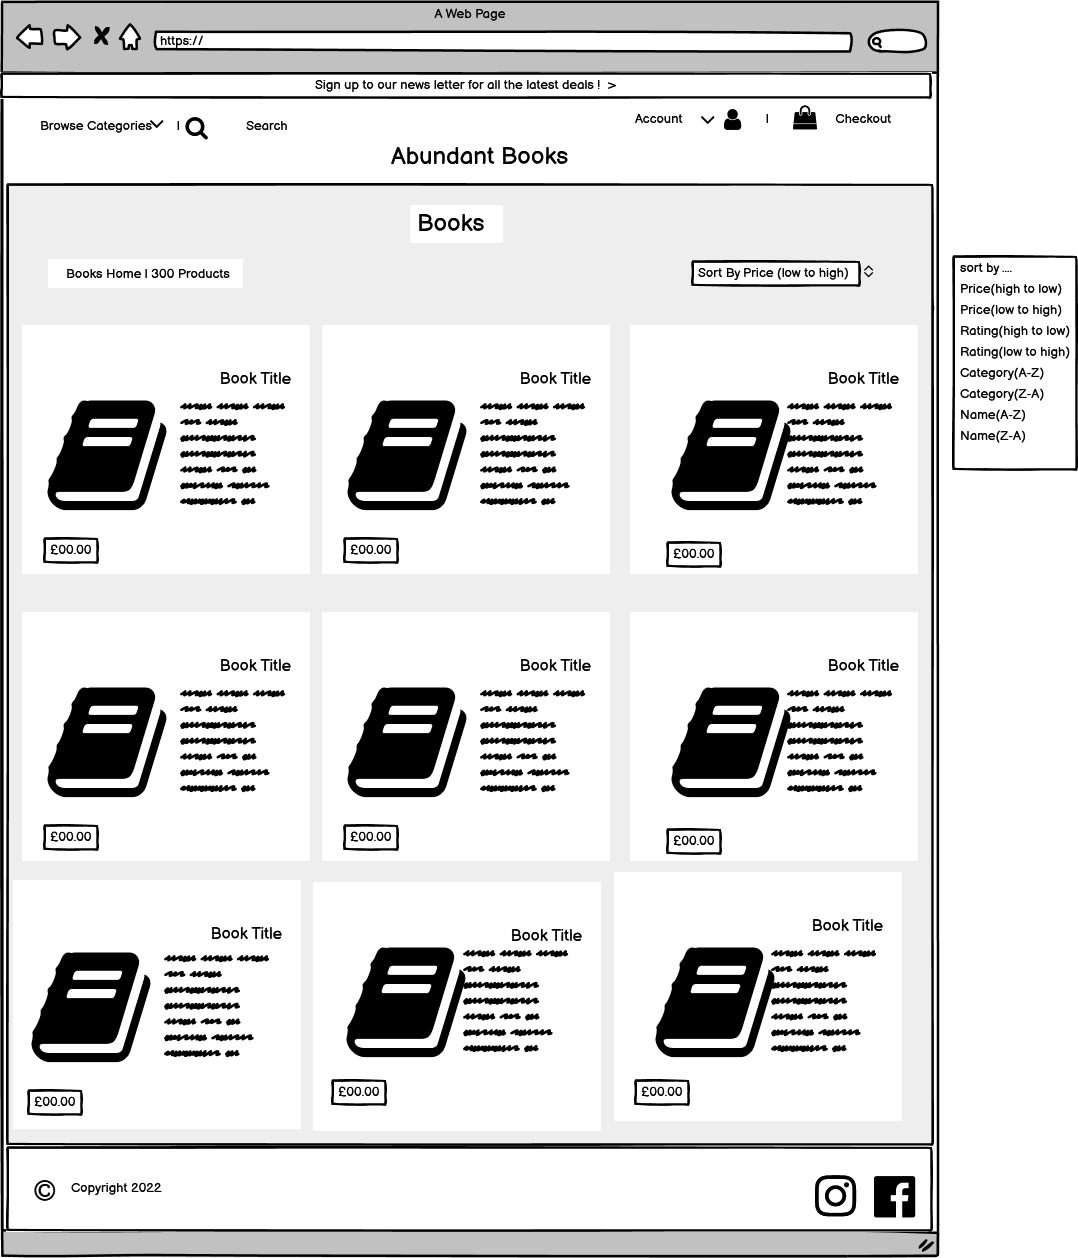 A Web Page
https://
Sign up to our news letter for all the latest deals ! >
Browse Categories | Search
Account | Checkout
Abundant Books
Books
Books Home | 300 Products
Sort By Price (low to high)
sort by ....
Price(high to low)
Price(low to high)
Rating(high to low)
Rating(low to high)
Category(A-Z)
Category(Z-A)
Name(A-Z)
Name(Z-A)
Book Title
£00.00
Book Title
£00.00
Book Title
£00.00
Book Title
£00.00
Book Title
£00.00
Book Title
£00.00
Book Title
£00.00
Book Title
£00.00
Book Title
£00.00
© Copyright 2022